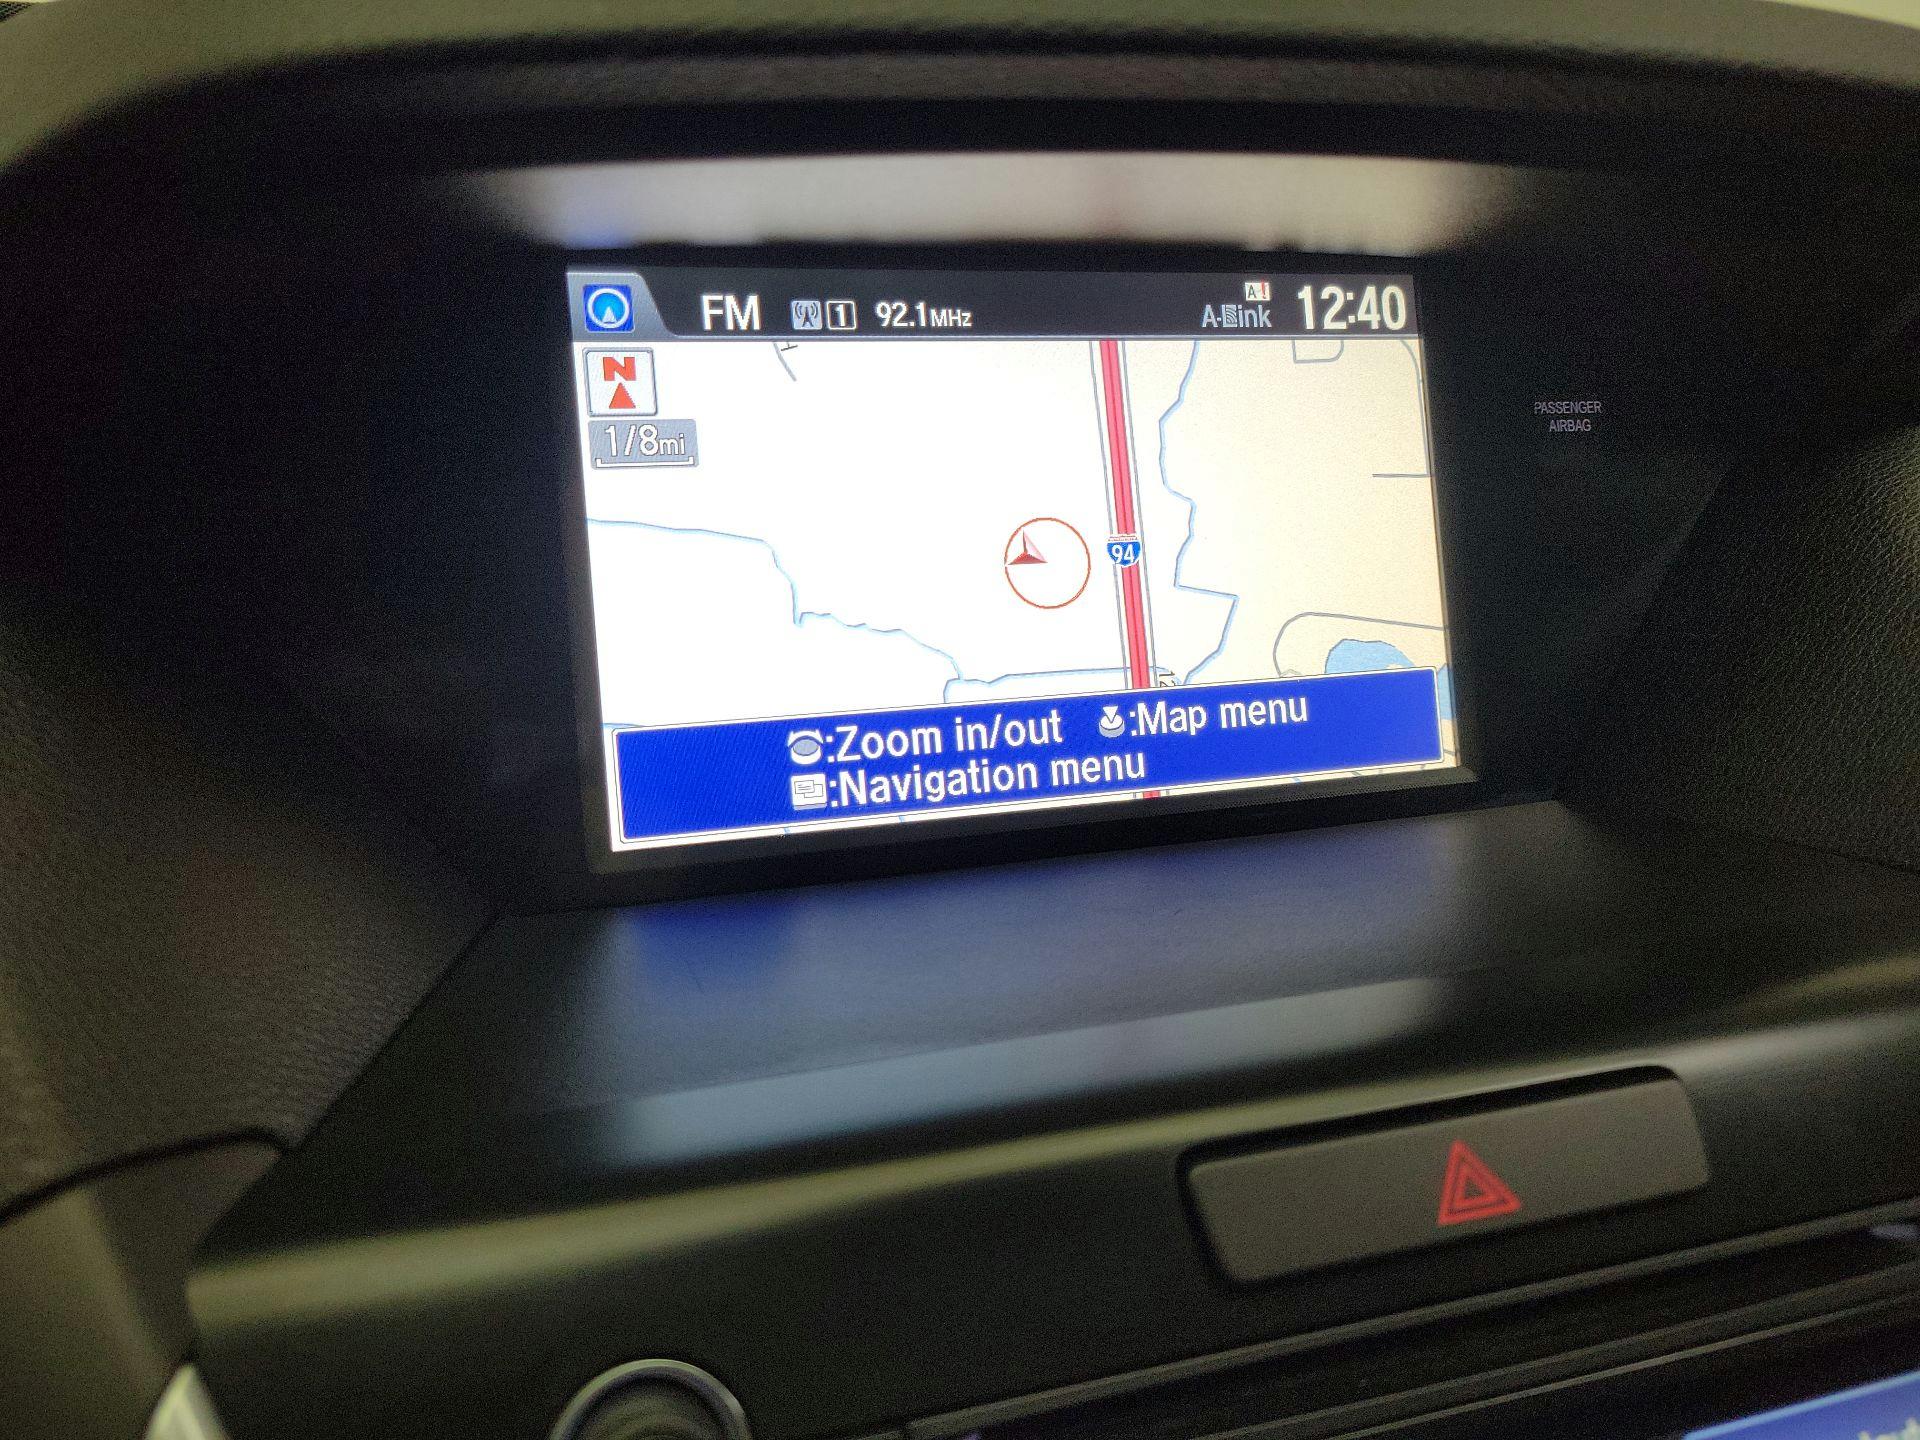 FM 1 92.1MHz A-Link A! 12:40
N
1/8mi
PASSENGER
AIRBAG
94
12
:Zoom in/out :Map menu
:Navigation menu